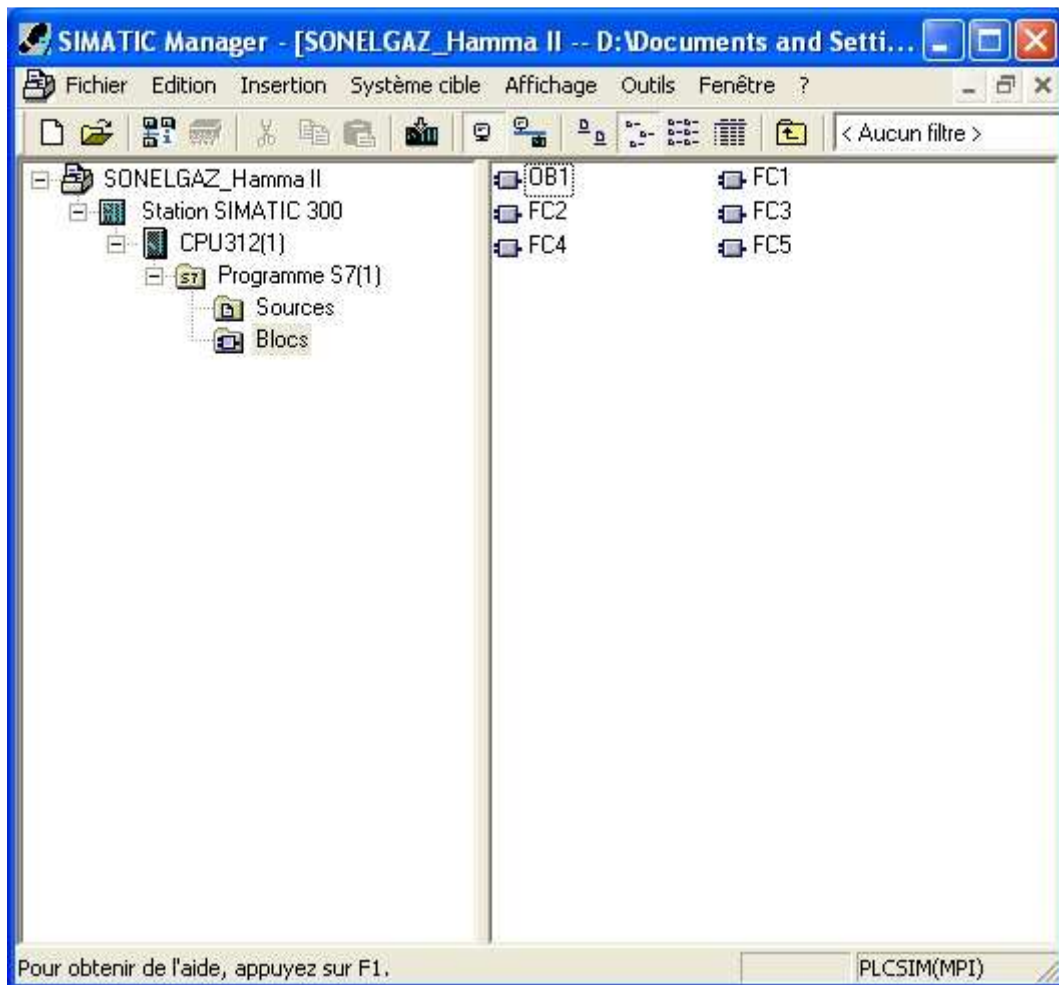 SIMATIC Manager - [SONELGAZ_Hamma II -- D:\Documents and Setti...
Fichier Edition Insertion Système cible Affichage Outils Fenêtre ?
< Aucun filtre >
SONELGAZ_Hamma II
Station SIMATIC 300
CPU312(1)
Programme S7(1)
Sources
Blocs
OB1 FC1
FC2 FC3
FC4 FC5
Pour obtenir de l'aide, appuyez sur F1.
PLCSIM(MPI)